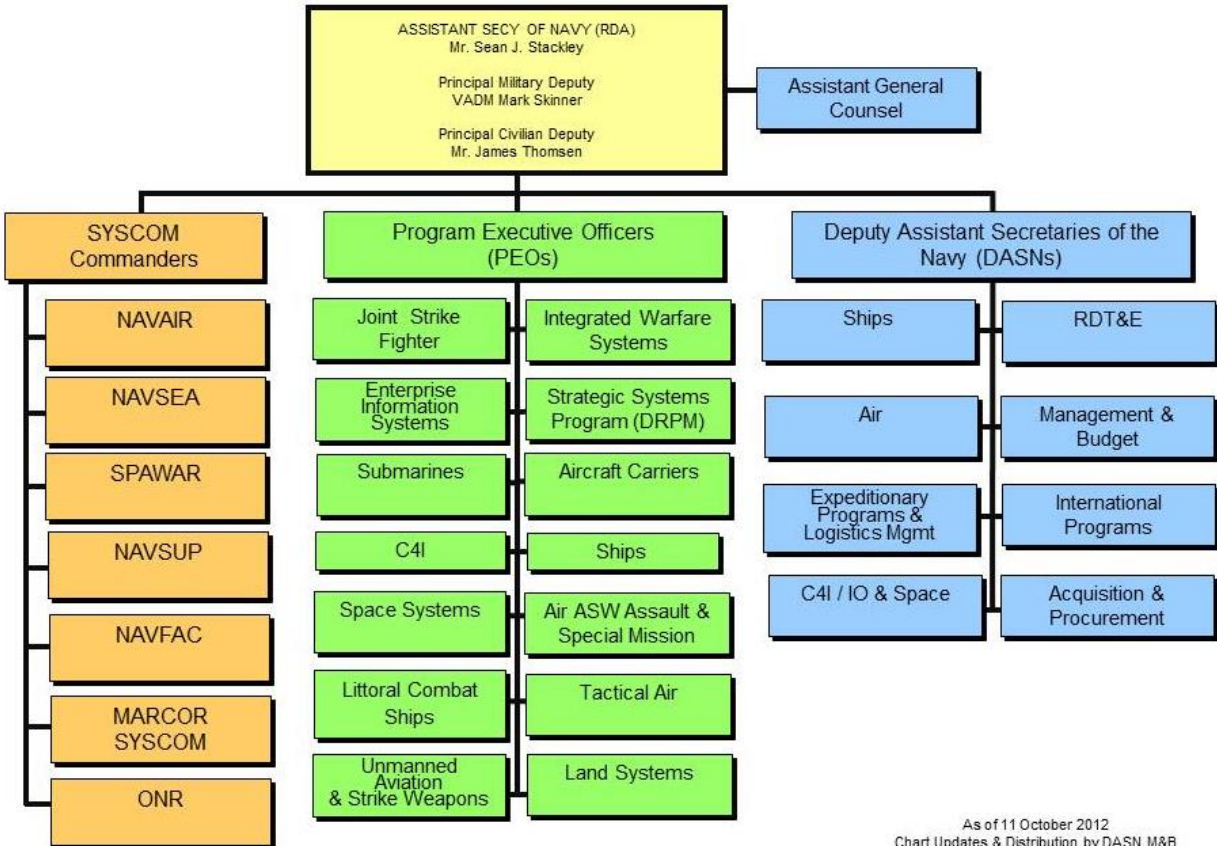 ASSISTANT SECY OF NAVY (RDA)
Mr. Sean J. Stackley
Principal Military Deputy
VADM Mark Skinner
Principal Civilian Deputy
Mr. James Thomsen
Assistant General
Counsel
SYSCOM
Commanders
NAVAIR
NAVSEA
SPAWAR
NAVSUP
NAVFAC
MARCOR
SYSCOM
ONR
Program Executive Officers
(PEOs)
Joint Strike
Fighter
Integrated Warfare
Systems
Enterprise
Information
Systems
Strategic Systems
Program (DRPM)
Submarines
Aircraft Carriers
C4I
Ships
Space Systems
Air ASW Assault &
Special Mission
Littoral Combat
Ships
Tactical Air
Unmanned
Aviation
& Strike Weapons
Land Systems
Deputy Assistant Secretaries of the
Navy (DASNs)
Ships
RDT&E
Air
Management &
Budget
Expeditionary
Programs &
Logistics Mgmt
International
Programs
C4I / IO & Space
Acquisition &
Procurement
As of 11 October 2012
Chart Updates & Distribution by DASN M&B